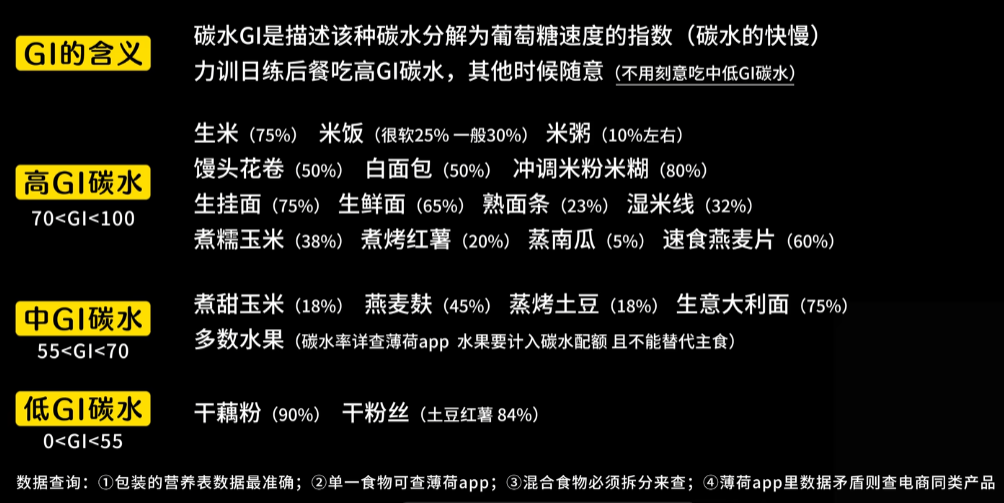 GI的含义
碳水GI是描述该种碳水分解为葡萄糖速度的指数（碳水的快慢）
力训日练后餐吃高GI碳水，其他时候随意（不用刻意吃中低GI碳水）
高GI碳水
70<GI<100
生米（75%） 米饭（很软25% 一般30%） 米粥（10%左右）
馒头花卷（50%） 白面包（50%） 冲调米粉米糊（80%）
生挂面（75%） 生鲜面（65%） 熟面条（23%） 湿米线（32%）
煮糯玉米（38%） 煮烤红薯（20%） 蒸南瓜（5%） 速食燕麦片（60%）
中GI碳水
55<GI<70
煮甜玉米（18%） 燕麦麸（45%） 蒸烤土豆（18%） 生意大利面（75%）
多数水果（碳水率详查薄荷app 水果要计入碳水配额 且不能替代主食）
低GI碳水
0<GI<55
干藕粉（90%） 干粉丝（土豆红薯 84%）
数据查询：①包装的营养表数据最准确；②单一食物可查薄荷app；③混合食物必须拆分来查；④薄荷app里数据矛盾则查电商同类产品